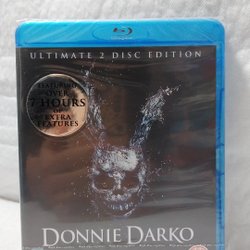 ULTIMATE 2 DISC EDITION
FEATURING
OVER
7 HOURS
OF
EXTRA
FEATURES
DONNIE DARKO